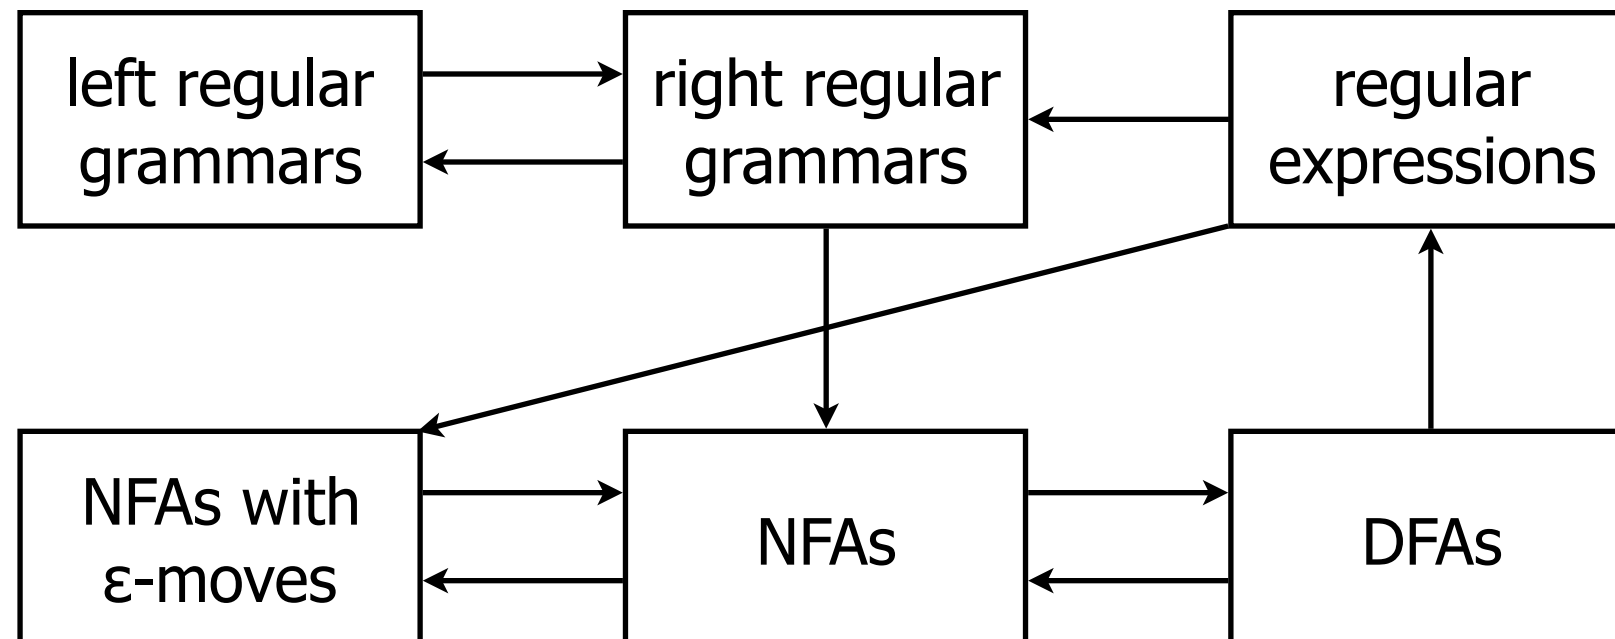 left regular
grammars
right regular
grammars
regular
expressions
NFAs with
ε-moves
NFAs
DFAs